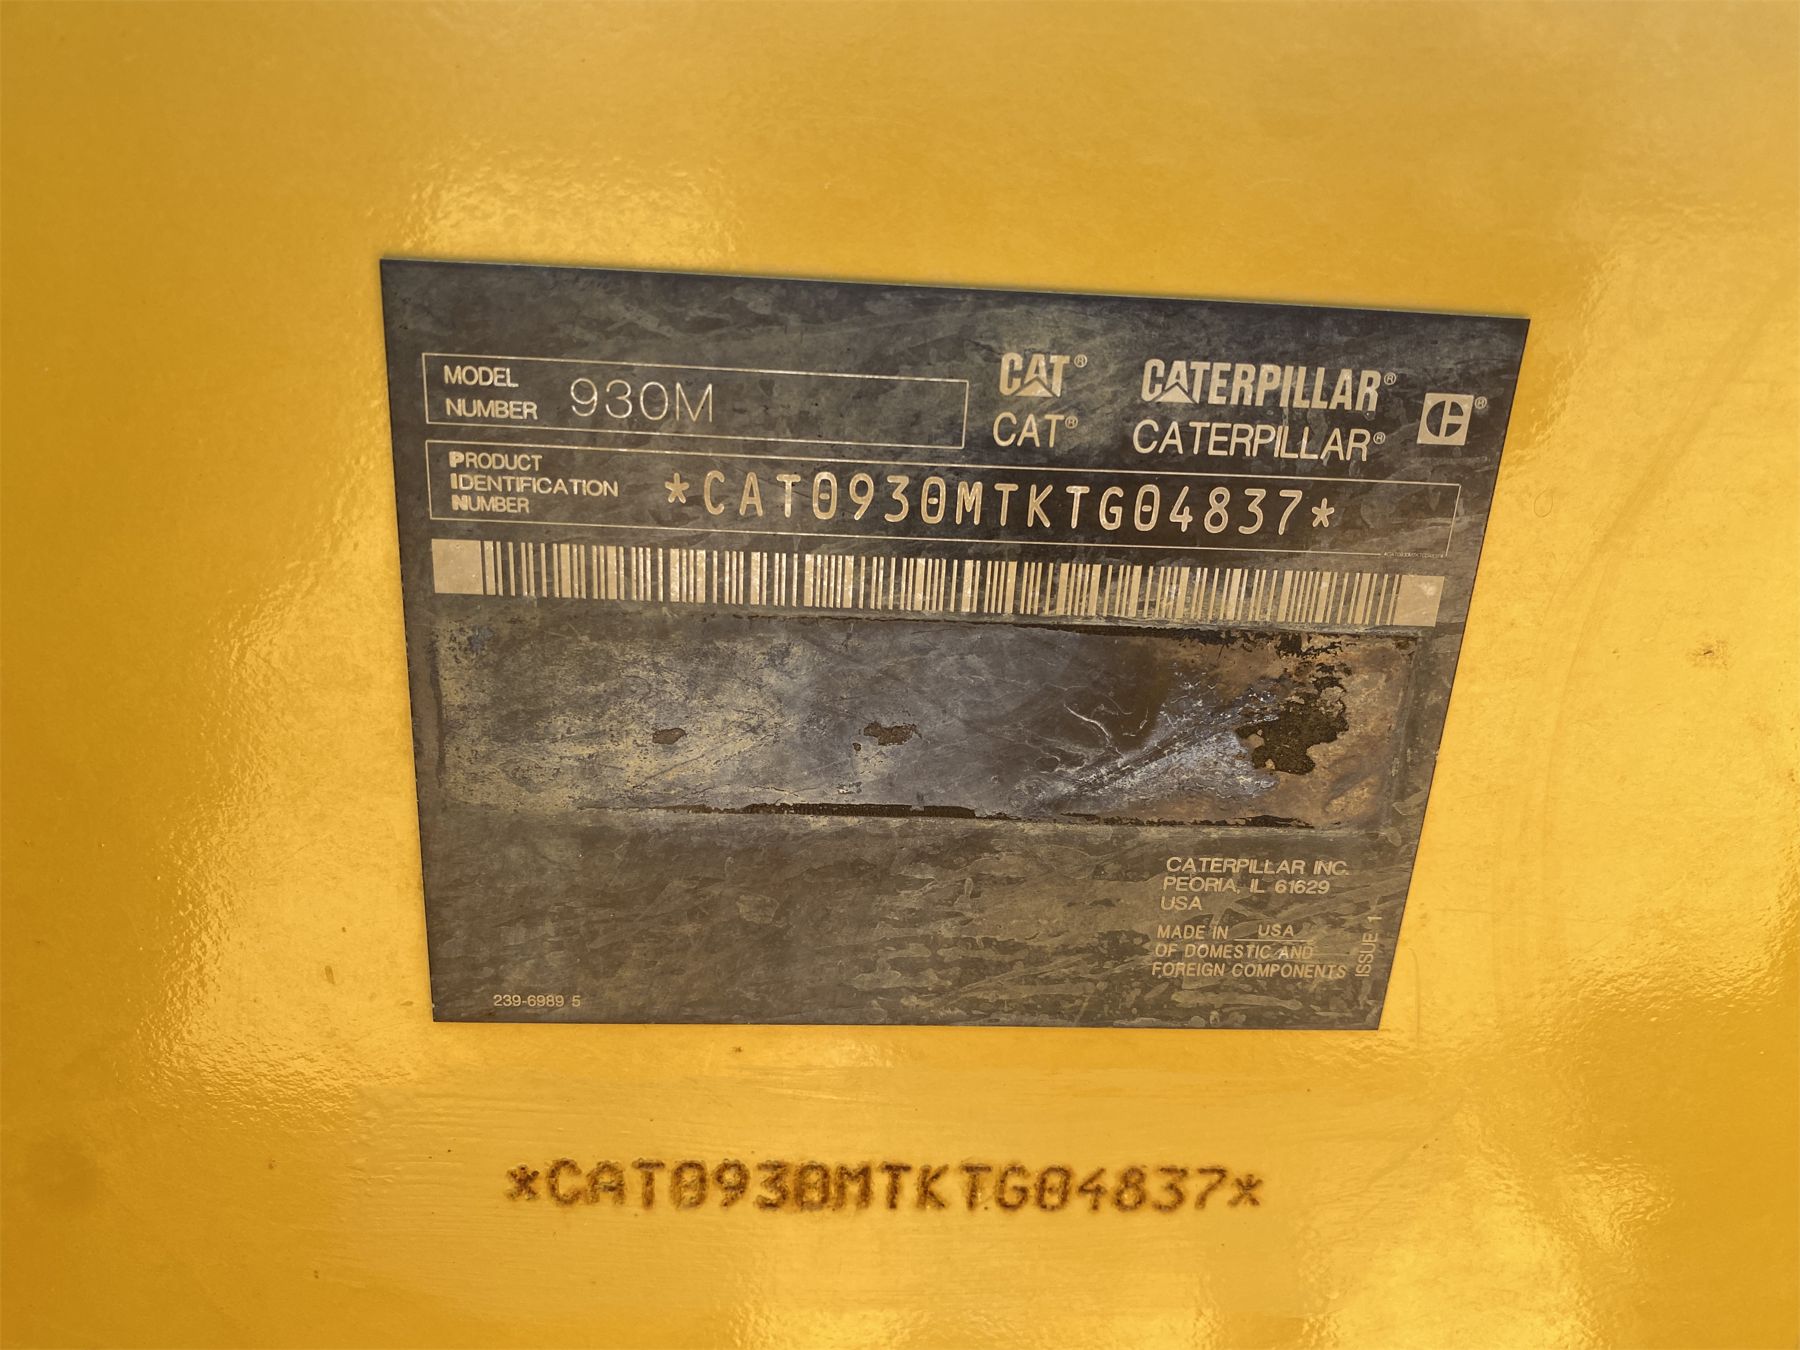 MODEL
NUMBER 930M
CAT® CATERPILLAR®
CAT® CATERPILLAR® ®
PRODUCT
IDENTIFICATION
NUMBER
*CAT0930MTKTG04837*
CATERPILLAR INC.
PEORIA, IL 61629
USA
MADE IN USA
OF DOMESTIC AND
FOREIGN COMPONENTS
ISSUE 1
239-6989 5
*CAT0930MTKTG04837*